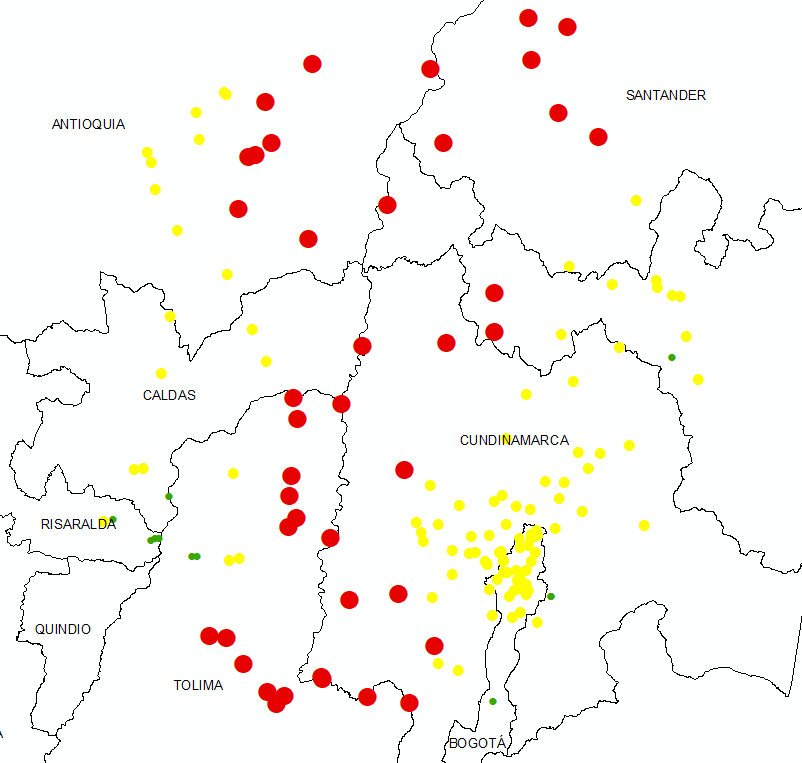 SANTANDER
ANTIOQUIA
CALDAS
CUNDINAMARCA
RISARALDA
QUINDIO
TOLIMA
A
BOGOTÁ